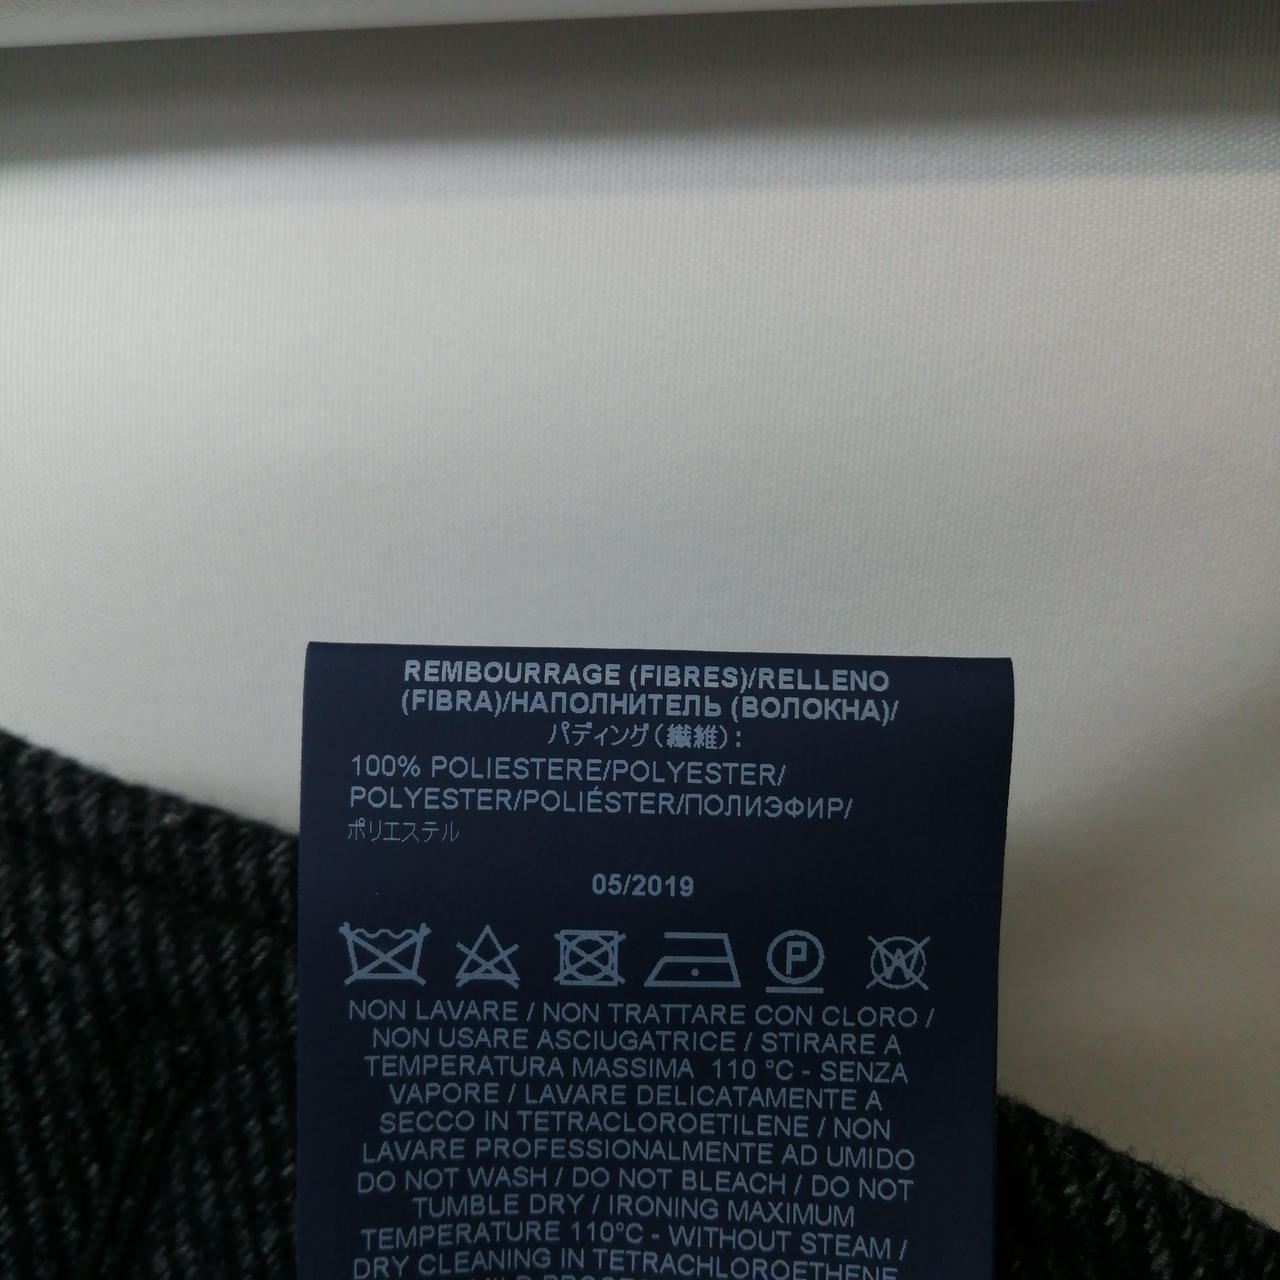 REMBOURRAGE (FIBRES)/RELLENO
(FIBRA)/НАПОЛНИТЕЛЬ (ВОЛОКНА)/
パディング(繊維):
100% POLIESTERE/POLYESTER/
POLYESTER/POLIÉSTER/ПОЛИЭФИР/
ポリエステル
05/2019
P W
NON LAVARE / NON TRATTARE CON CLORO /
NON USARE ASCIUGATRICE / STIRARE A
TEMPERATURA MASSIMA 110 °C - SENZA
VAPORE / LAVARE DELICATAMENTE A
SECCO IN TETRACLOROETILENE / NON
LAVARE PROFESSIONALMENTE AD UMIDO
DO NOT WASH / DO NOT BLEACH / DO NOT
TUMBLE DRY / IRONING MAXIMUM
TEMPERATURE 110°C - WITHOUT STEAM /
DRY CLEANING IN TETRACHLOROETHENE